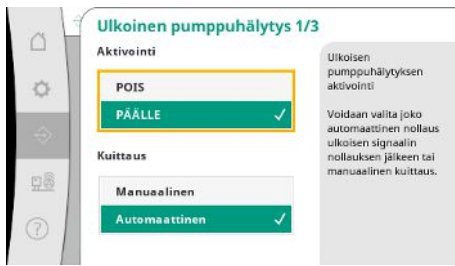 Ulkoinen pumppuhälytys 1/3
Aktivointi
POIS
PÄÄLLE
Kuittaus
Manuaalinen
Automaattinen
Ulkoisen
pumppuhälytyksen
aktivointi
Voidaan valita joko
automaattinen nollaus
ulkoisen signaalin
nollauksen jälkeen tai
manuaalinen kuittaus.
?